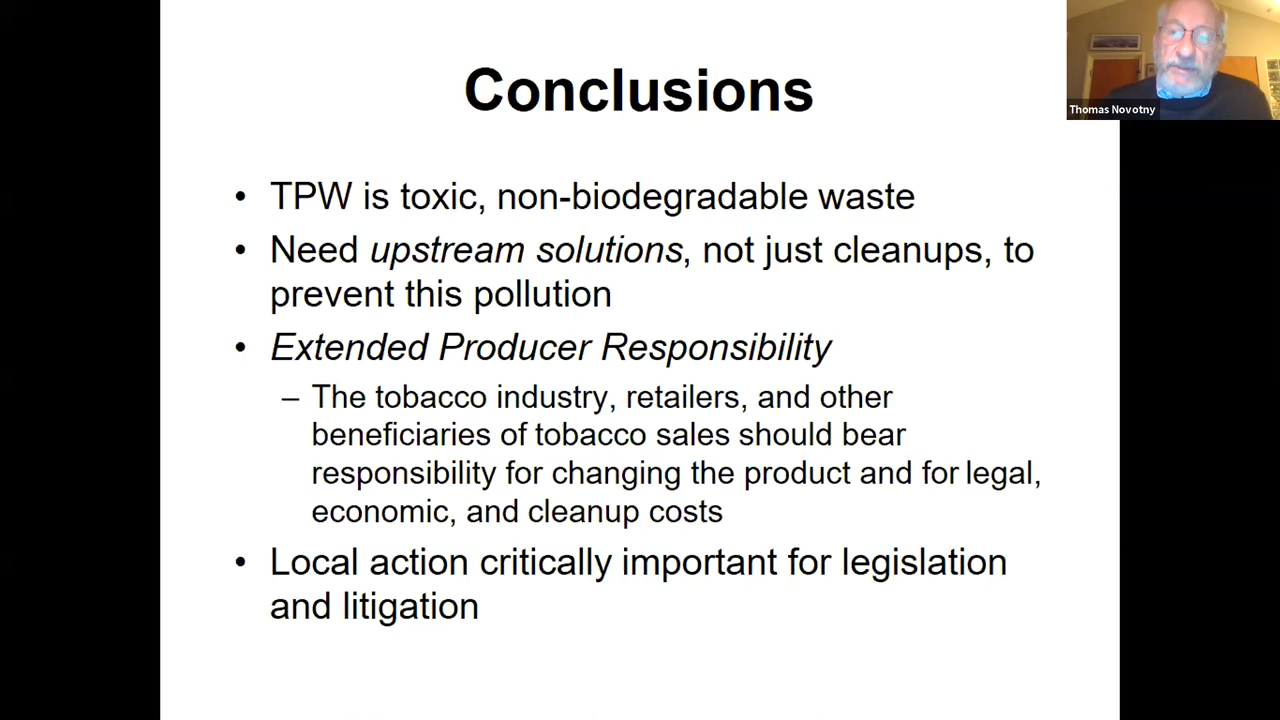 Conclusions
Thomas Novotny
• TPW is toxic, non-biodegradable waste
• Need upstream solutions, not just cleanups, to
prevent this pollution
• Extended Producer Responsibility
– The tobacco industry, retailers, and other
beneficiaries of tobacco sales should bear
responsibility for changing the product and for legal,
economic, and cleanup costs
• Local action critically important for legislation
and litigation